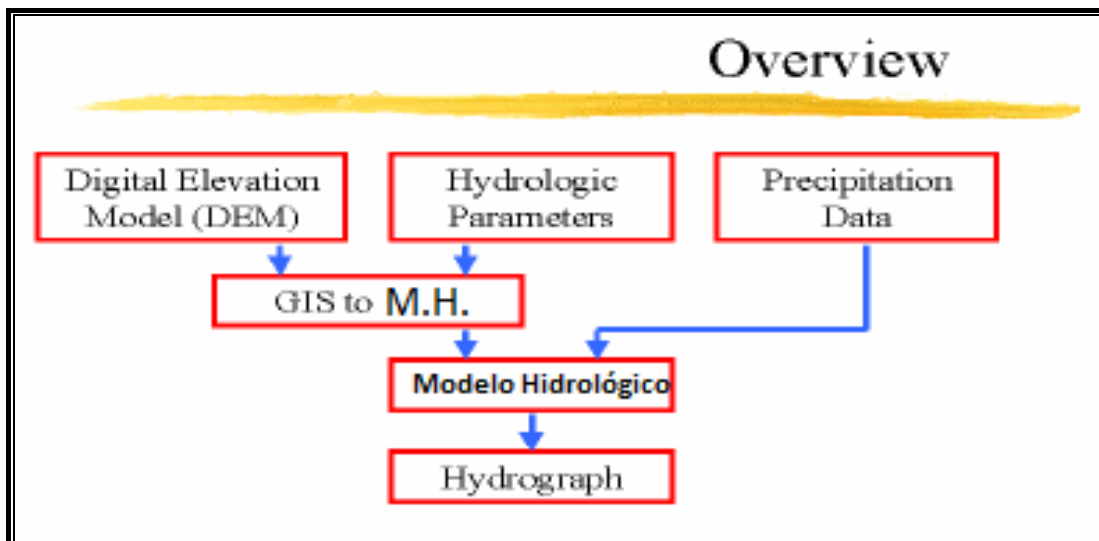 Overview
Digital Elevation
Model (DEM)
Hydrologic
Parameters
Precipitation
Data
GIS to M.H.
Modelo Hidrológico
Hydrograph